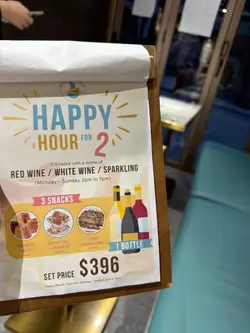 HAPPY
HOUR FOR 2
3 Snacks with a bottle of
RED WINE / WHITE WINE / SPARKLING
(Monday - Sunday 2pm to 7pm)
3 SNACKS
1 BOTTLE
SET PRICE $396